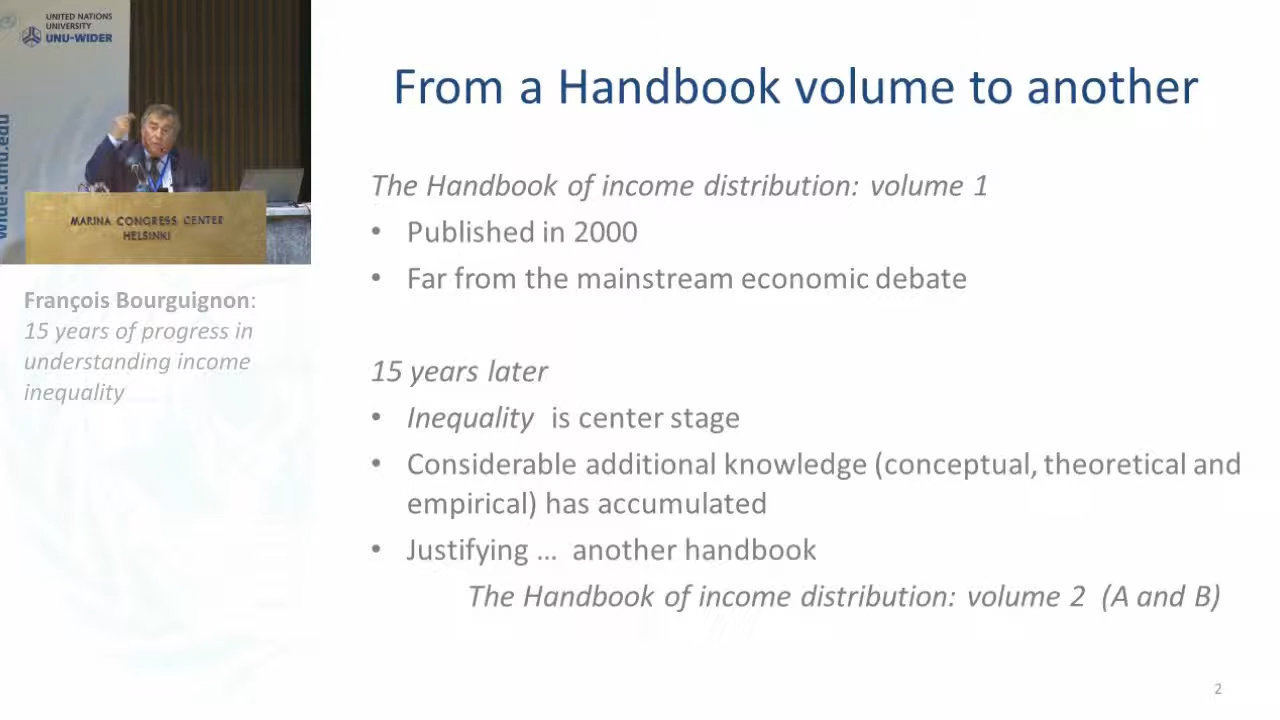 UNITED NATIONS
UNIVERSITY
UNU-WIDER
wider.unu.edu
MARINA CONGRESS CENTER
HELSINKI
François Bourguignon:
15 years of progress in
understanding income
inequality
From a Handbook volume to another
The Handbook of income distribution: volume 1
• Published in 2000
• Far from the mainstream economic debate
15 years later
• Inequality is center stage
• Considerable additional knowledge (conceptual, theoretical and
empirical) has accumulated
• Justifying … another handbook
The Handbook of income distribution: volume 2 (A and B)
2